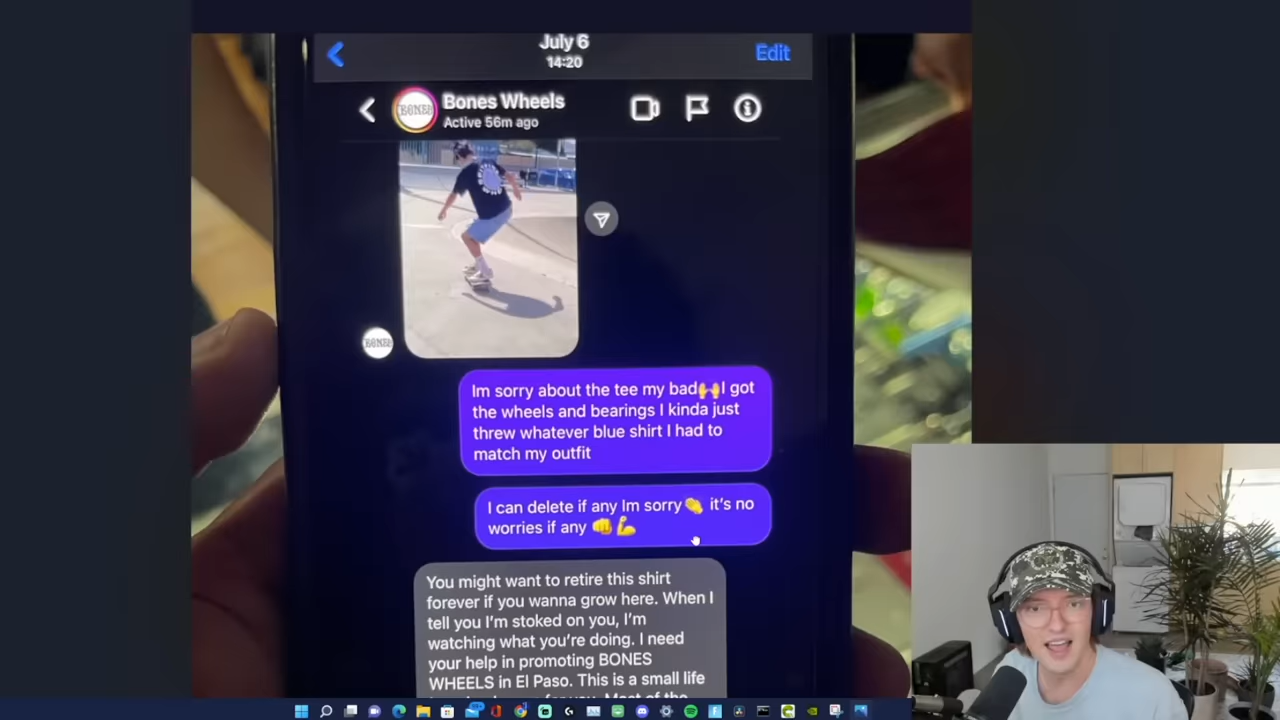 July 6
14:20
Edit
BONES
Bones Wheels
Active 56m ago
BONES
Im sorry about the tee my bad🙌I got
the wheels and bearings I kinda just
threw whatever blue shirt I had to
match my outfit
I can delete if any Im sorry👏 it's no
worries if any 👊💪
You might want to retire this shirt
forever if you wanna grow here. When I
tell you I'm stoked on you, I'm
watching what you're doing. I need
your help in promoting BONES
WHEELS in El Paso. This is a small life